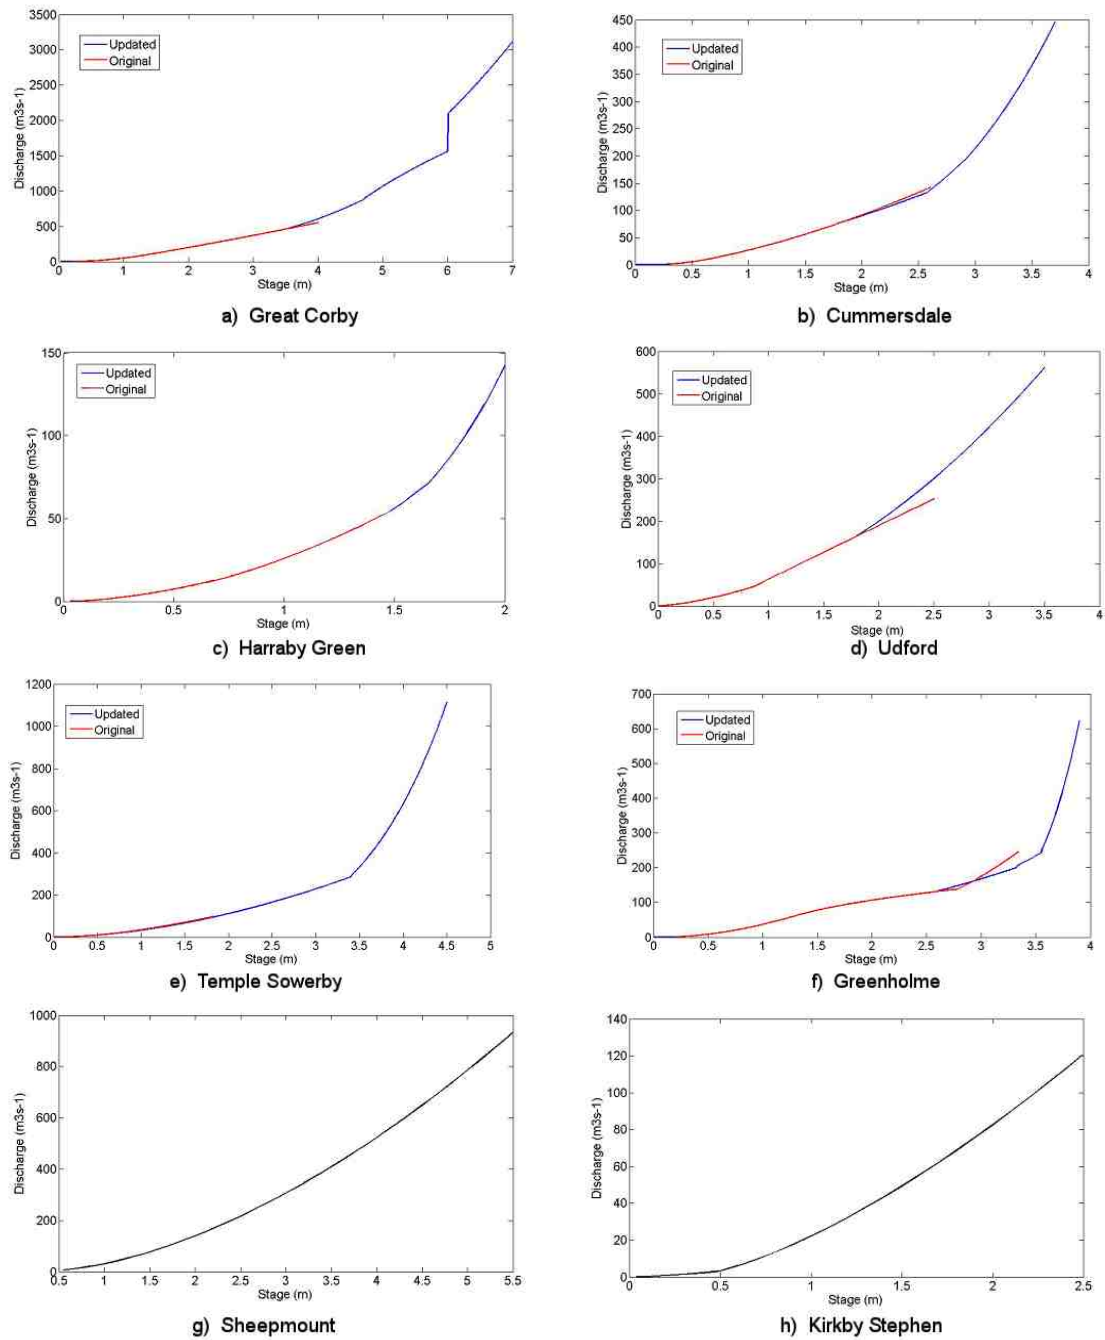 3500
3000
2500
2000
1500
1000
500
0
Discharge (m3s-1)
Updated
Original
0 1 2 3 4 5 6 7
Stage (m)
a) Great Corby
450
400
350
300
250
200
150
100
50
0
Discharge (m3s-1)
Updated
Original
0 0.5 1 1.5 2 2.5 3 3.5 4
Stage (m)
b) Cummersdale
150
100
50
0
Discharge (m3s-1)
Updated
Original
0.5 1 1.5 2
Stage (m)
c) Harraby Green
600
500
400
300
200
100
0
Discharge (m3s-1)
Updated
Original
0 0.5 1 1.5 2 2.5 3 3.5 4
Stage (m)
d) Udford
1200
1000
800
600
400
200
0
Discharge (m3s-1)
Updated
Original
0 0.5 1 1.5 2 2.5 3 3.5 4 4.5 5
Stage (m)
e) Temple Sowerby
700
600
500
400
300
200
100
0
Discharge (m3s-1)
Updated
Original
0 0.5 1 1.5 2 2.5 3 3.5 4
Stage (m)
f) Greenholme
1000
800
600
400
200
0
Discharge (m3s-1)
0.5 1 1.5 2 2.5 3 3.5 4 4.5 5 5.5
Stage (m)
g) Sheepmount
140
120
100
80
60
40
20
0
Discharge (m3s-1)
0 0.5 1 1.5 2 2.5
Stage (m)
h) Kirkby Stephen